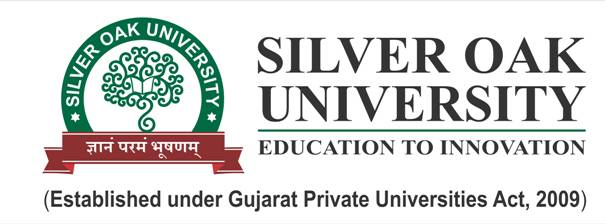 SILVER OAK UNIVERSITY
ज्ञानं परमं भूषणम्
SILVER OAK
UNIVERSITY
EDUCATION TO INNOVATION
(Established under Gujarat Private Universities Act, 2009)